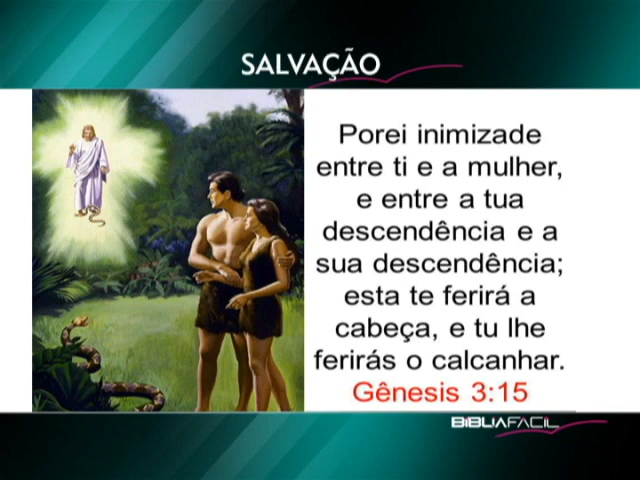 SALVAÇÃO
Porei inimizade
entre ti e a mulher,
e entre a tua
descendência e a
sua descendência;
esta te ferirá a
cabeça, e tu lhe
ferirás o calcanhar.
Gênesis 3:15
BÍBLIAFÁCIL